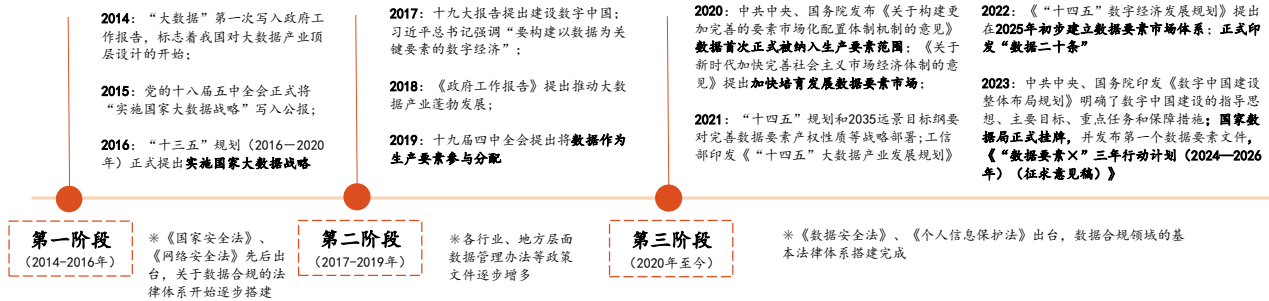 2014：“大数据”第一次写入政府工
作报告，标志着我国对大数据产业顶
层设计的开始；
2015：党的十八届五中全会正式将
“实施国家大数据战略”写入公报；
2016：“十三五”规划（2016－2020
年）正式提出实施国家大数据战略
2017：十九大报告提出建设数字中国；
习近平总书记强调“要构建以数据为关
键要素的数字经济”；
2018：《政府工作报告》提出推动大数
据产业蓬勃发展；
2019：十九届四中全会提出将数据作为
生产要素参与分配
2020：中共中央、国务院发布《关于构建更
加完善的要素市场化配置体制机制的意见》
数据首次正式被纳入生产要素范围；《关于
新时代加快完善社会主义市场经济体制的意
见》提出加快培育发展数据要素市场；
2021：“十四五”规划和2035远景目标纲要
对完善数据要素产权性质等战略部署;工信
部印发《“十四五”大数据产业发展规划》
2022：《“十四五”数字经济发展规划》提出
在2025年初步建立数据要素市场体系；正式印
发“数据二十条”
2023：中共中央、国务院印发《数字中国建设
整体布局规划》明确了数字中国建设的指导思
想、主要目标、重点任务和保障措施；国家数
据局正式挂牌，并发布第一个数据要素文件，
《“数据要素×”三年行动计划（2024—2026
年）（征求意见稿）》
第一阶段
（2014-2016年）
※《国家安全法》、
《网络安全法》先后出
台，关于数据合规的法
律体系开始逐步搭建
第二阶段
（2017-2019年）
※各行业、地方层面
数据管理办法等政策
文件逐步增多
第三阶段
（2020年至今）
※《数据安全法》、《个人信息保护法》出台，数据合规领域的基
本法律体系搭建完成